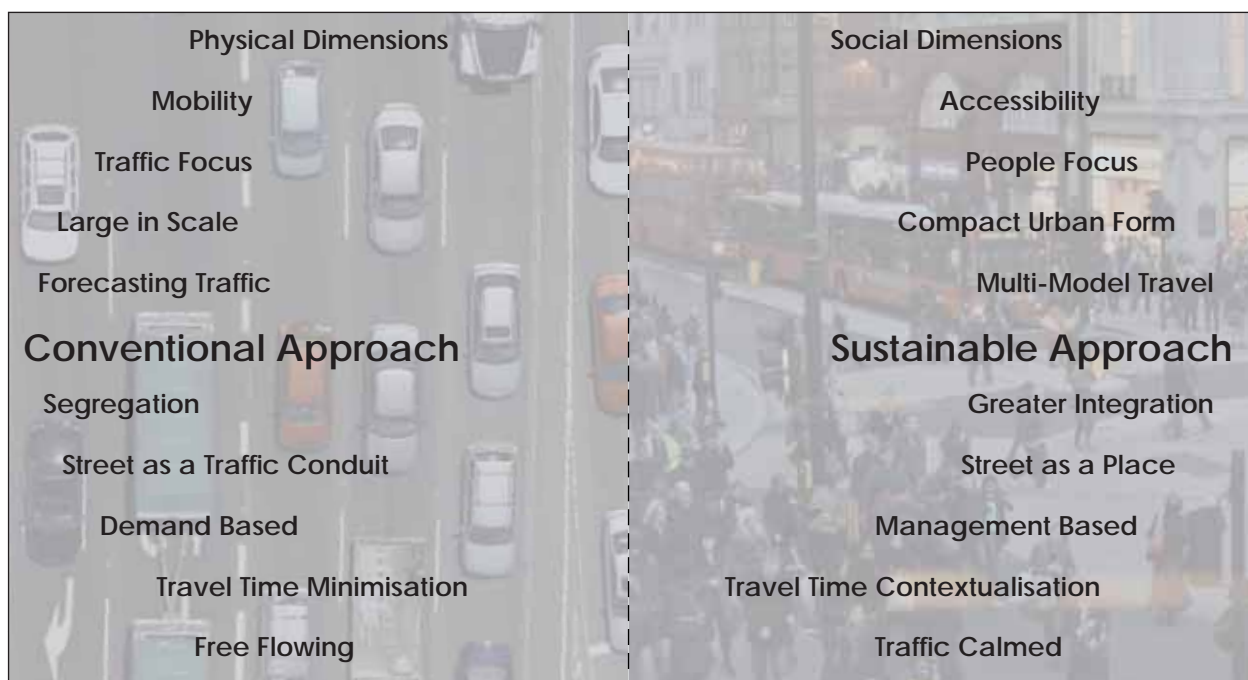 Physical Dimensions
Mobility
Traffic Focus
Large in Scale
Forecasting Traffic
Conventional Approach
Segregation
Street as a Traffic Conduit
Demand Based
Travel Time Minimisation
Free Flowing
Social Dimensions
Accessibility
People Focus
Compact Urban Form
Multi-Model Travel
Sustainable Approach
Greater Integration
Street as a Place
Management Based
Travel Time Contextualisation
Traffic Calmed